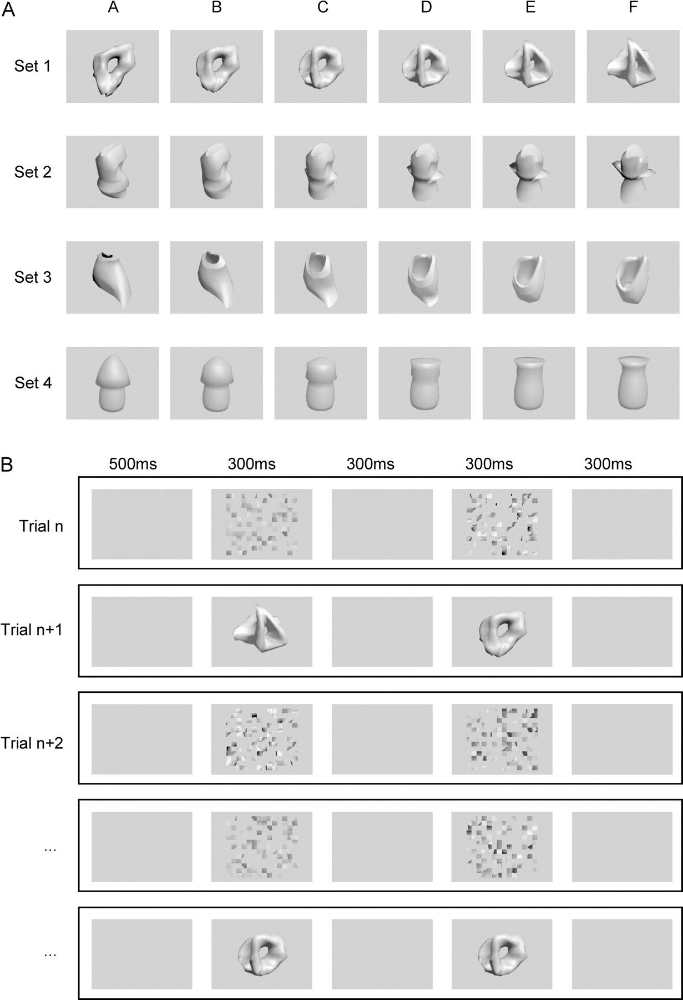 A
A B C D E F
Set 1
Set 2
Set 3
Set 4
B
500ms 300ms 300ms 300ms 300ms
Trial n
Trial n+1
Trial n+2
...
...